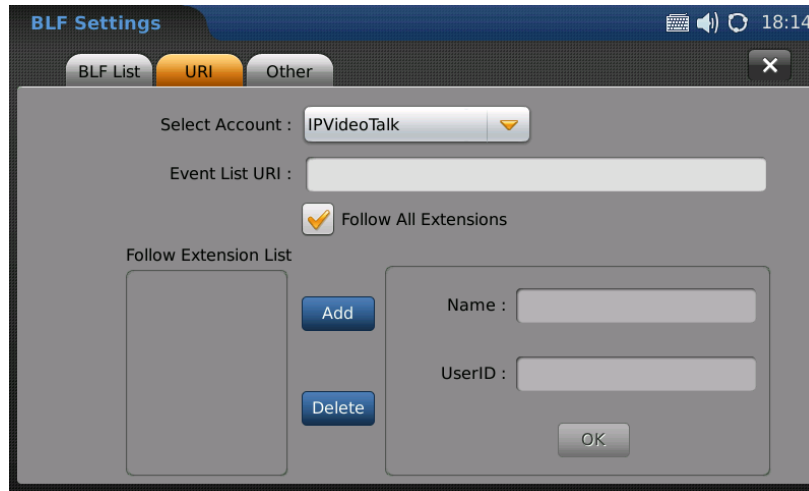 BLF Settings 18:14
BLF List URI Other
Select Account : IPVideoTalk
Event List URI :
Follow All Extensions
Follow Extension List
Add Name :
UserID :
Delete
OK